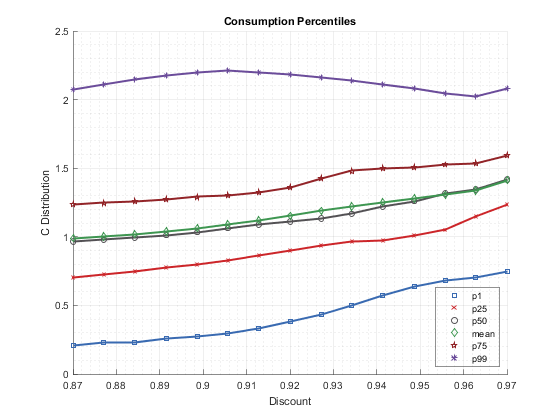 Consumption Percentiles
C Distribution
2.5
2
1.5
1
0.5
0
0.87 0.88 0.89 0.9 0.91 0.92 0.93 0.94 0.95 0.96 0.97
Discount
p1
p25
p50
mean
p75
p99